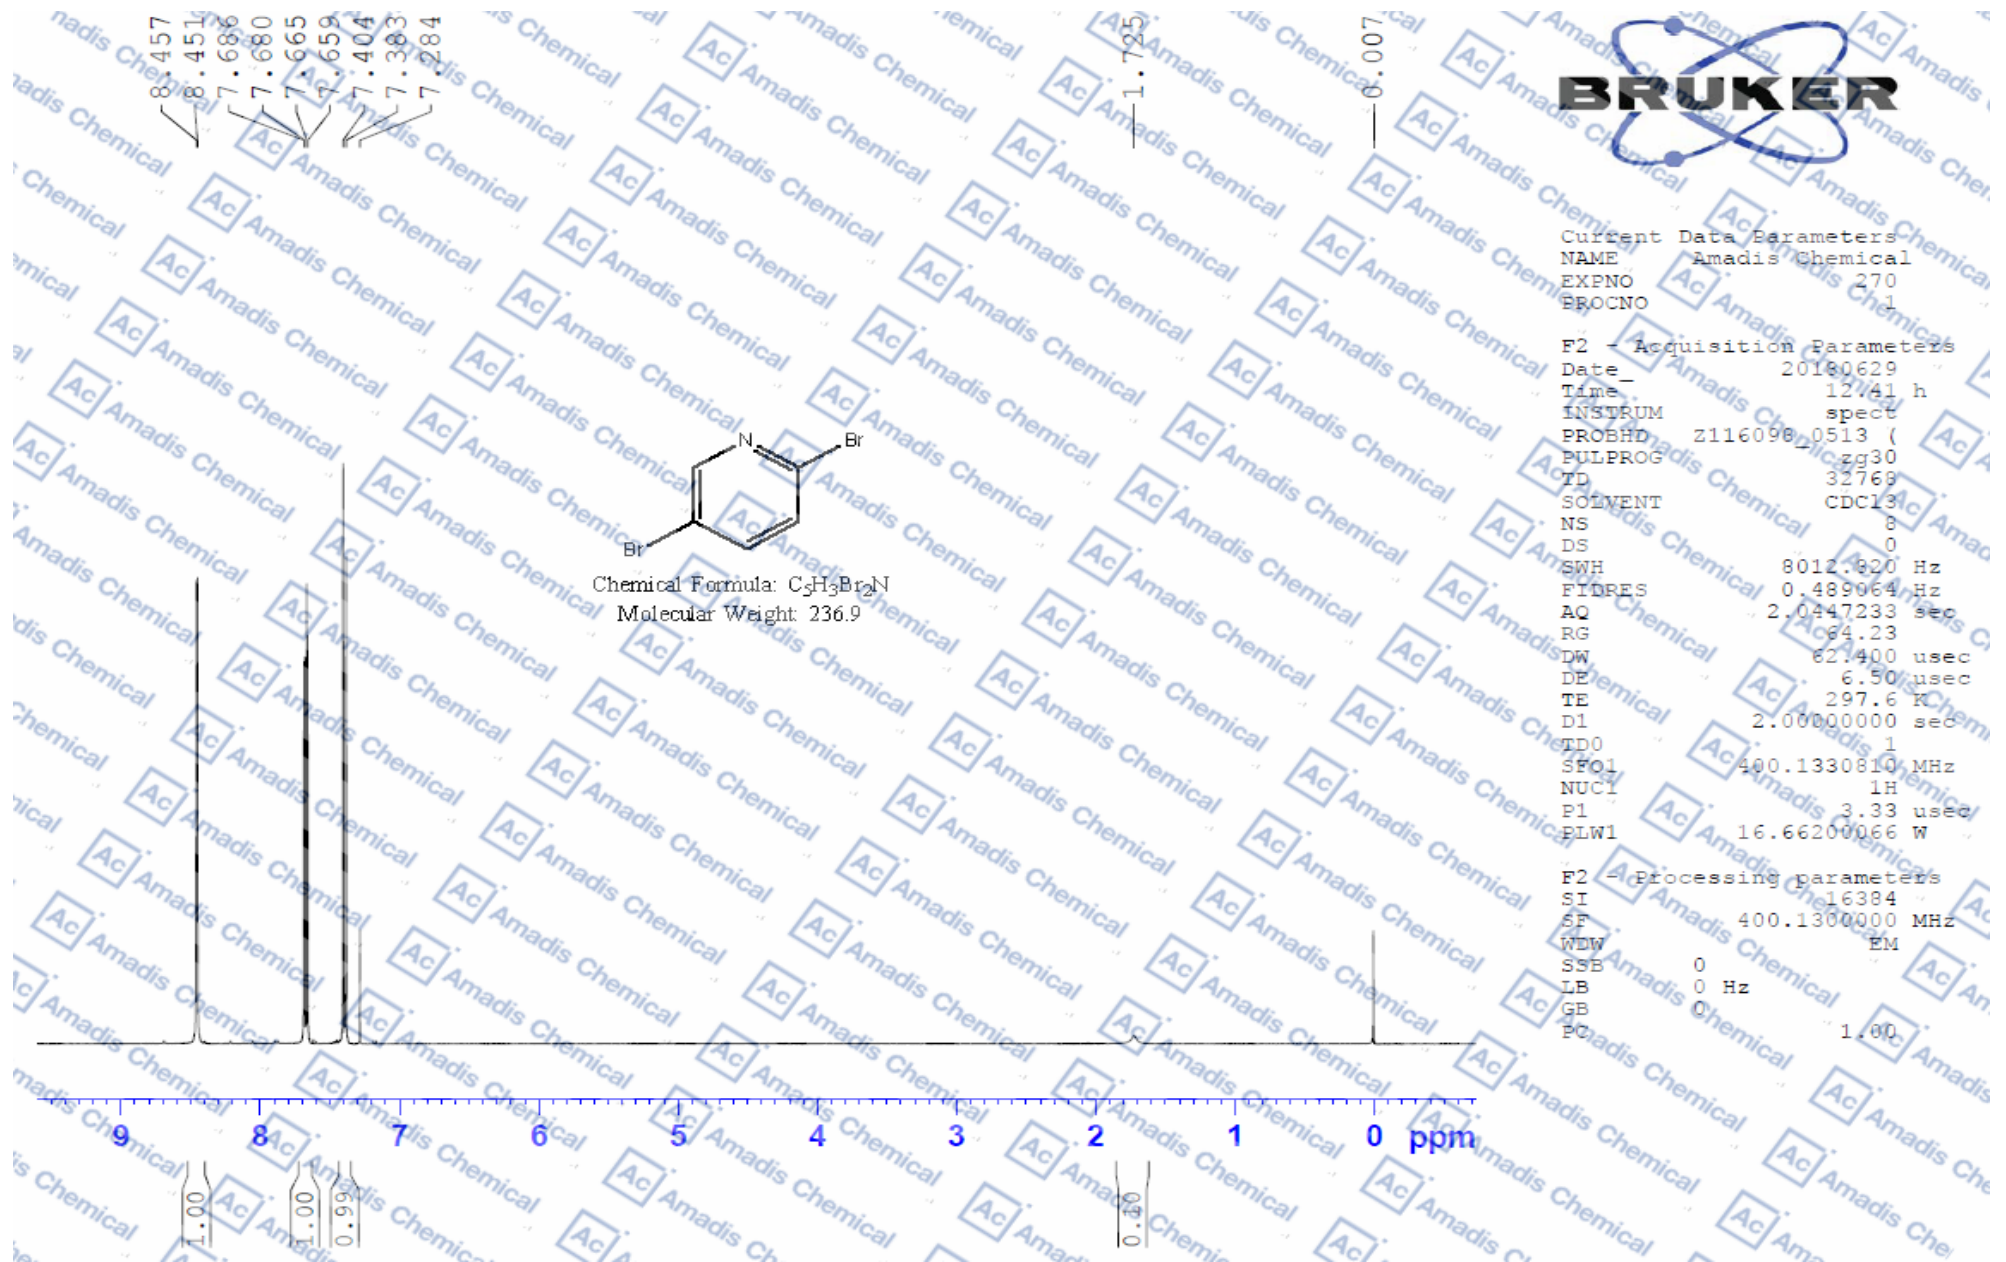 8.457
8.451
7.686
7.680
7.665
7.659
7.404
7.383
7.284
1.725
0.007
BRUKER
Current Data Parameters
NAME Amadis Chemical
EXPNO 270
PROCNO 1
F2 - Acquisition Parameters
Date_ 20180629
Time 12.41 h
INSTRUM spect
PROBHD Z116098_0513 (
PULPROG zg30
TD 32768
SOLVENT CDCl3
NS 8
DS 0
SWH 8012.820 Hz
FIDRES 0.489064 Hz
AQ 2.0447233 sec
RG 64.23
DW 62.400 usec
DE 6.50 usec
TE 297.6 K
D1 2.00000000 sec
TD0 1
SFO1 400.1330810 MHz
NUC1 1H
P1 3.33 usec
PLW1 16.66200066 W
F2 - Processing parameters
SI 16384
SF 400.1300000 MHz
WDW EM
SSB 0
LB 0 Hz
GB 0
PC 1.00
N
Br
Br
Chemical Formula: C5H3Br2N
Molecular Weight: 236.9
9 8 7 6 5 4 3 2 1 0 ppm
1.00
1.00
0.99
0.10
Ac Amadis Chemical